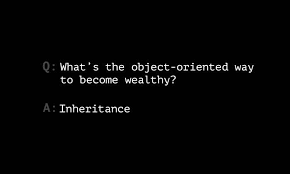 Q: What's the object-oriented way
to become wealthy?
A: Inheritance